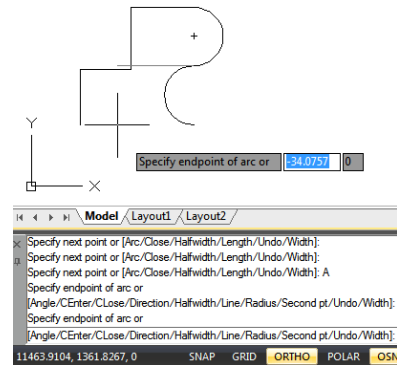 Y
Specify endpoint of arc or -34.0757 0
X
Model Layout1 Layout2
Specify next point or [Arc/Close/Halfwidth/Length/Undo/Width]:
Specify next point or [Arc/Close/Halfwidth/Length/Undo/Width]:
Specify next point or [Arc/Close/Halfwidth/Length/Undo/Width]: A
Specify endpoint of arc or
[Angle/CEnter/CLose/Direction/Halfwidth/Line/Radius/Second pt/Undo/Width]:
Specify endpoint of arc or
[Angle/CEnter/CLose/Direction/Halfwidth/Line/Radius/Second pt/Undo/Width]:
11463.9104, 1361.8267, 0 SNAP GRID ORTHO POLAR OSN